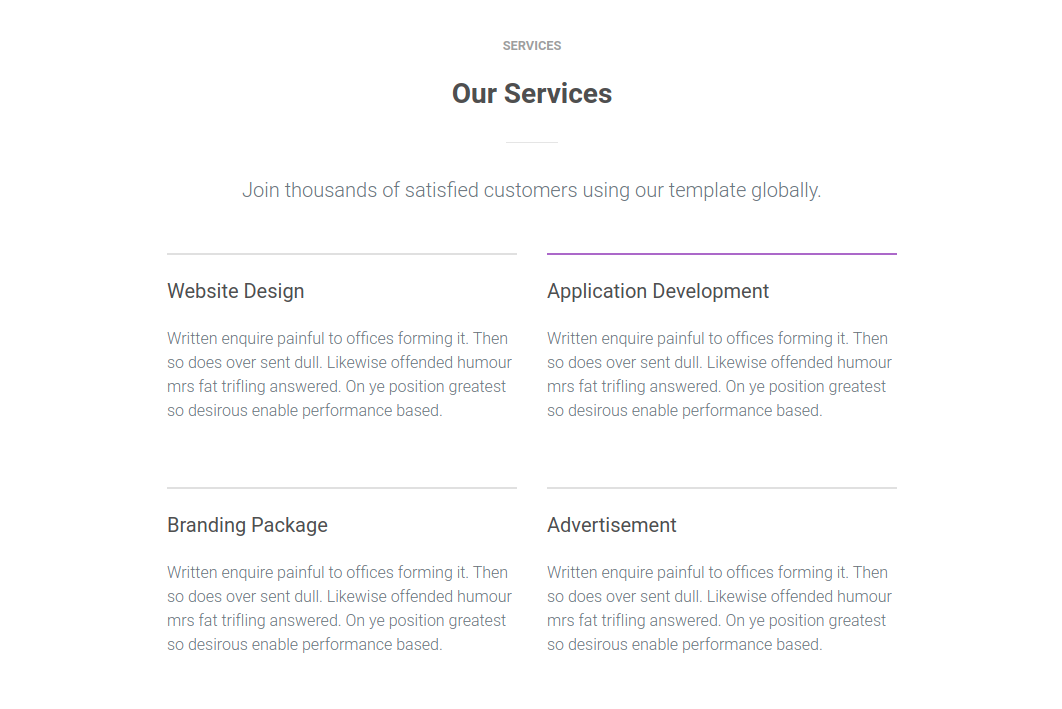 SERVICES
Our Services
Join thousands of satisfied customers using our template globally.
Website Design
Written enquire painful to offices forming it. Then
so does over sent dull. Likewise offended humour
mrs fat trifling answered. On ye position greatest
so desirous enable performance based.
Application Development
Written enquire painful to offices forming it. Then
so does over sent dull. Likewise offended humour
mrs fat trifling answered. On ye position greatest
so desirous enable performance based.
Branding Package
Written enquire painful to offices forming it. Then
so does over sent dull. Likewise offended humour
mrs fat trifling answered. On ye position greatest
so desirous enable performance based.
Advertisement
Written enquire painful to offices forming it. Then
so does over sent dull. Likewise offended humour
mrs fat trifling answered. On ye position greatest
so desirous enable performance based.